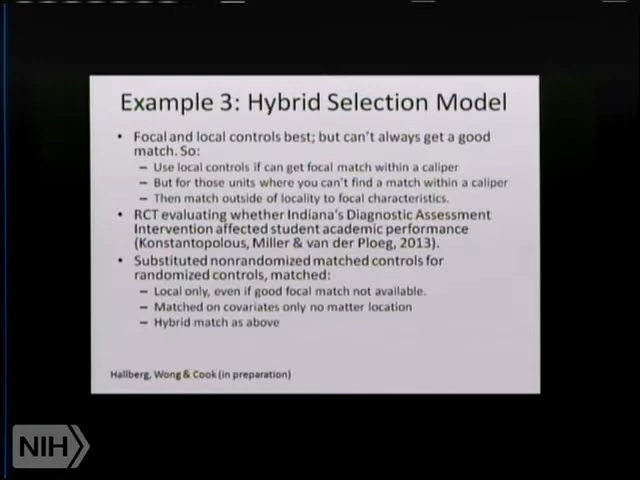 Example 3: Hybrid Selection Model
• Focal and local controls best; but can't always get a good
match. So:
– Use local controls if can get focal match within a caliper
– But for those units where you can't find a match within a caliper
– Then match outside of locality to focal characteristics.
• RCT evaluating whether Indiana's Diagnostic Assessment
Intervention affected student academic performance
(Konstantopolous, Miller & van der Ploeg, 2013).
• Substituted nonrandomized matched controls for
randomized controls, matched:
– Local only, even if good focal match not available.
– Matched on covariates only no matter location
– Hybrid match as above
Hallberg, Wong & Cook (in preparation)
NIH